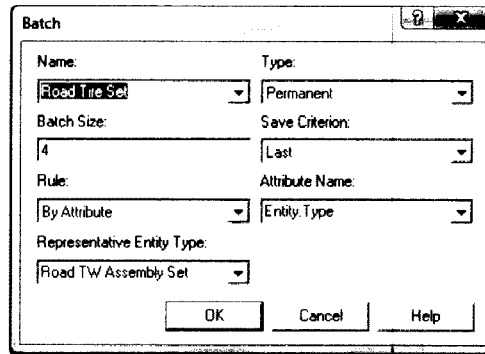 Batch
Name: Type:
Road Tire Set Permanent
Batch Size: Save Criterion:
4 Last
Rule: Attribute Name:
By Attribute Entity.Type
Representative Entity Type:
Road TW Assembly Set
OK Cancel Help